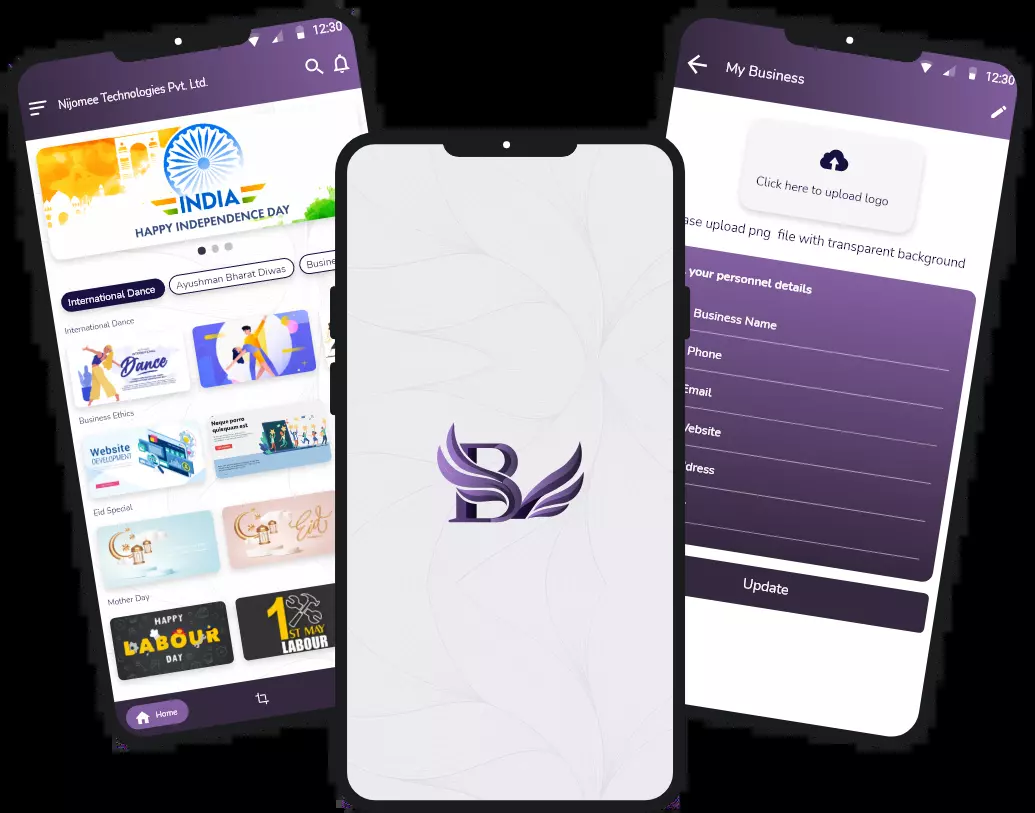 12:30
Nijomee Technologies Pvt. Ltd.
INDIA
HAPPY INDEPENDENCE DAY
International Dance
Ayushman Bharat Diwas
Busine
International Dance
Dance
Business Ethics
Website
DEVELOPMENT
Neque porro
quisquam est
Eid Special
Eid
Mother Day
HAPPY
LABOUR
DAY
1
ST MAY
LABOUR
Home
B
12:30
My Business
Click here to upload logo
ase upload png file with transparent background
your personnel details
Business Name
Phone
Email
Website
dress
Update